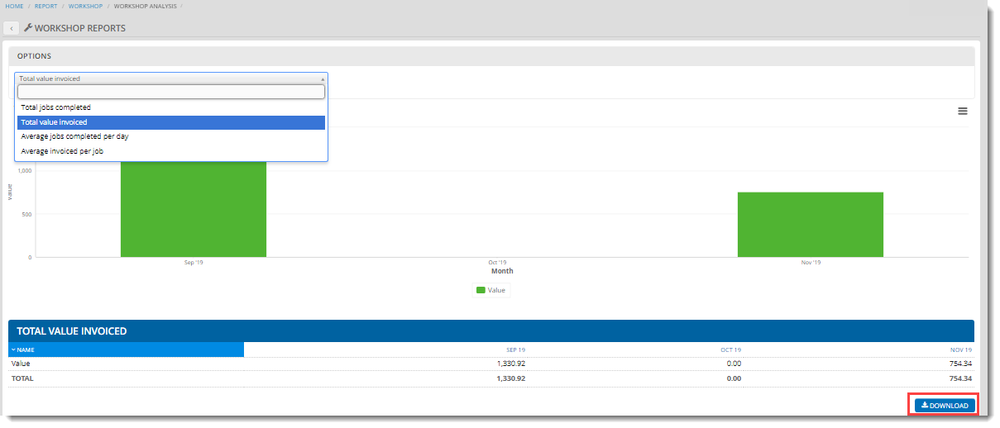 HOME / REPORT / WORKSHOP / WORKSHOP ANALYSIS /
‹ WORKSHOP REPORTS
OPTIONS
Total value invoiced
Total jobs completed
Total value invoiced
Average jobs completed per day
Average invoiced per job
1,000
Value
500
0
Sep '19 Oct '19 Nov '19
Month
Value
TOTAL VALUE INVOICED
NAME SEP 19 OCT 19 NOV 19
Value 1,330.92 0.00 754.34
TOTAL 1,330.92 0.00 754.34
DOWNLOAD